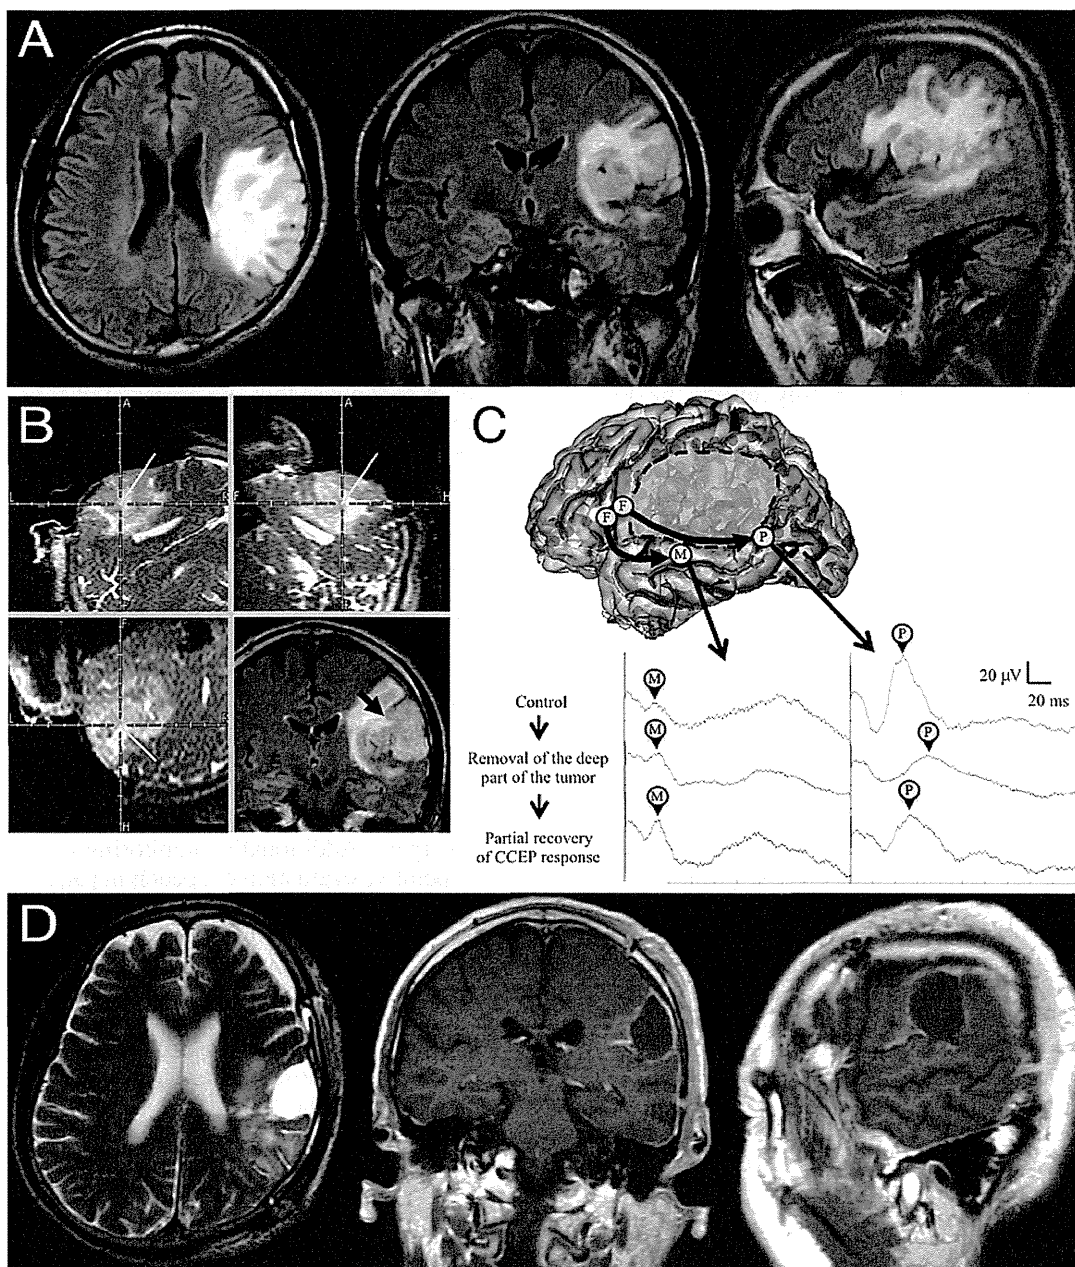 A
B
A
A
R
F
H
H
C
F
F
M
P
P
M
20 μV
20 ms
Control
M
P
Removal of the deep
part of the tumor
M
P
Partial recovery
of CCEP response
D